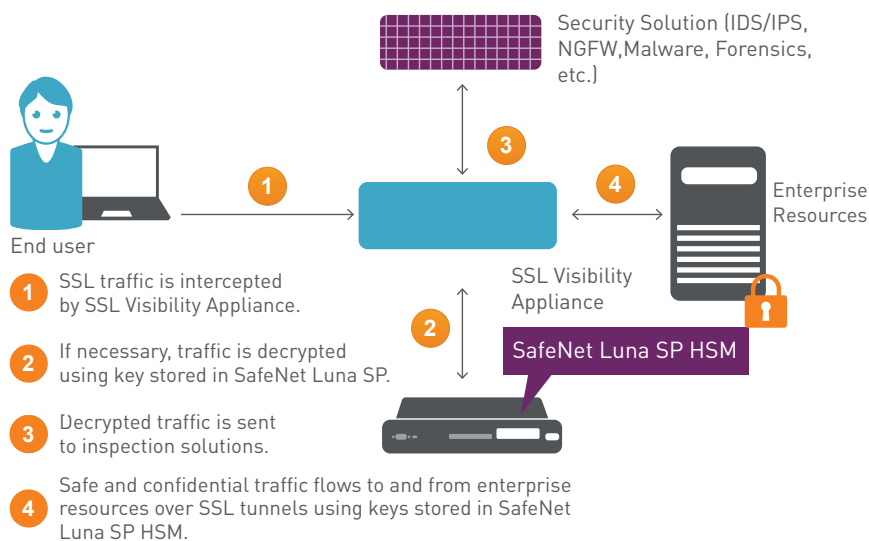 Security Solution (IDS/IPS,
NGFW,Malware, Forensics,
etc.)
3
1
4
Enterprise
Resources
End user
SSL Visibility
Appliance
2
SafeNet Luna SP HSM
1 SSL traffic is intercepted
by SSL Visibility Appliance.
2 If necessary, traffic is decrypted
using key stored in SafeNet Luna SP.
3 Decrypted traffic is sent
to inspection solutions.
4 Safe and confidential traffic flows to and from enterprise
resources over SSL tunnels using keys stored in SafeNet
Luna SP HSM.